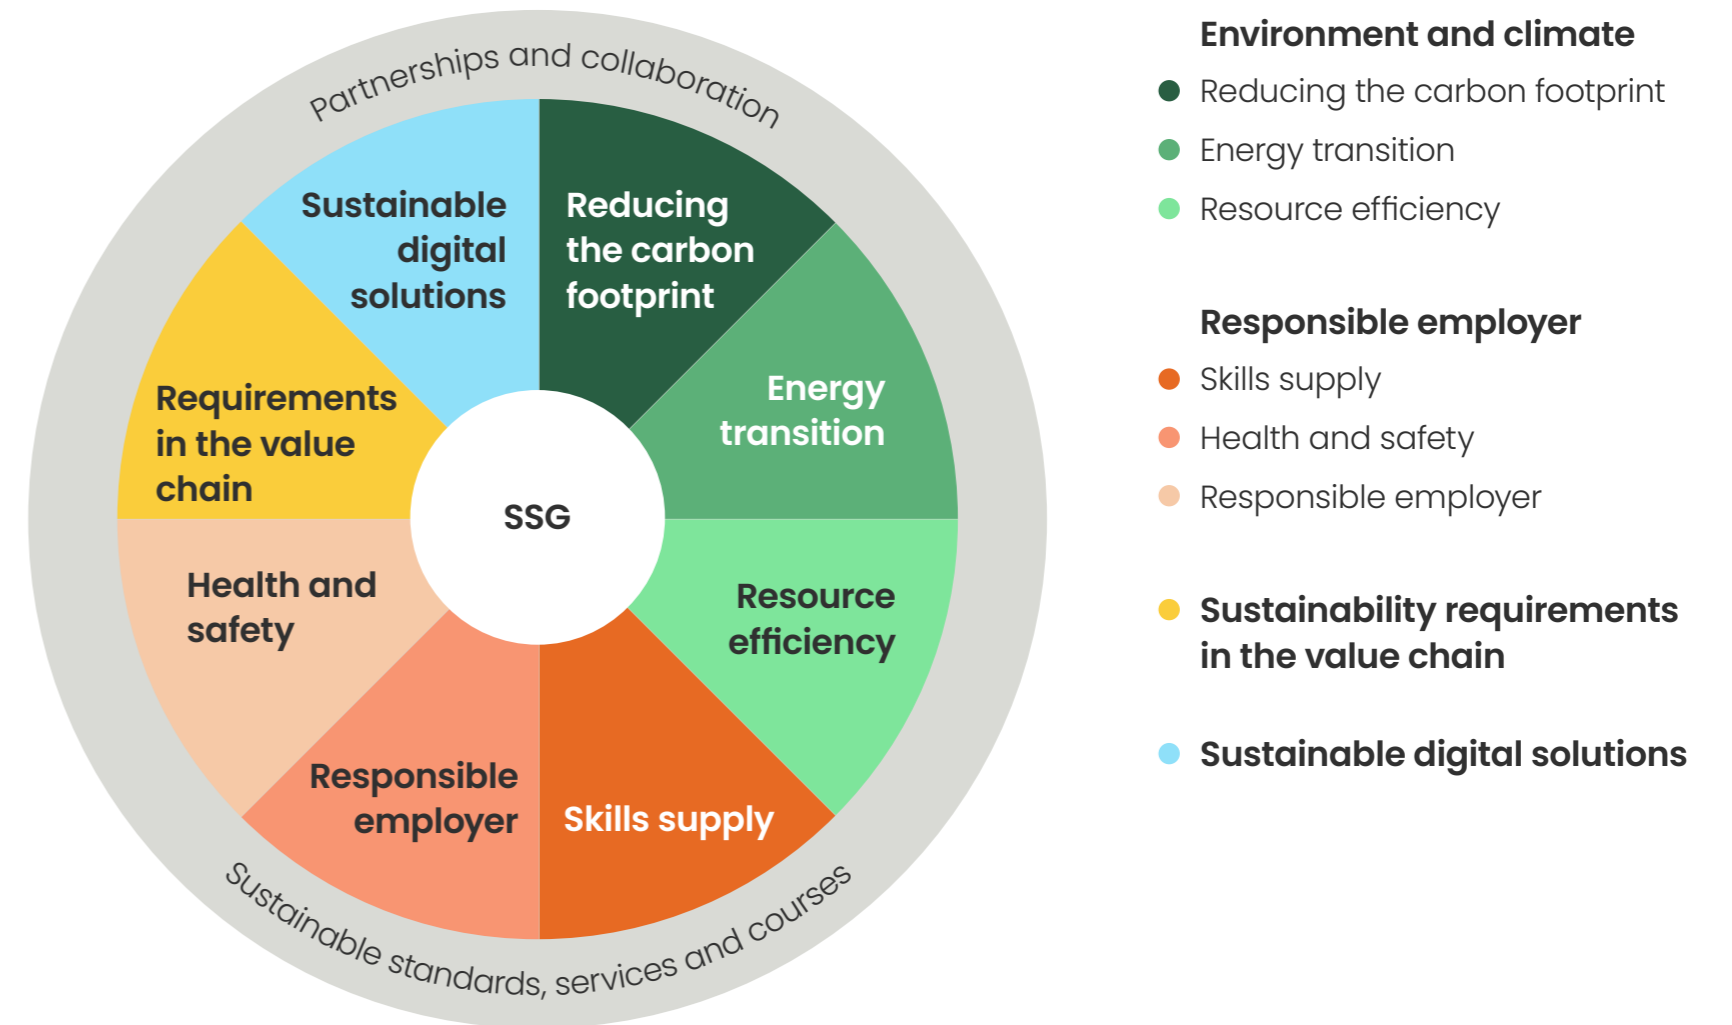 Partnerships and collaboration
Sustainable
digital
solutions
Reducing
the carbon
footprint
Energy
transition
Requirements
in the value
chain
SSG
Health and
safety
Resource
efficiency
Responsible
employer
Skills supply
Sustainable standards, services and courses
Environment and climate
Reducing the carbon footprint
Energy transition
Resource efficiency
Responsible employer
Skills supply
Health and safety
Responsible employer
Sustainability requirements
in the value chain
Sustainable digital solutions